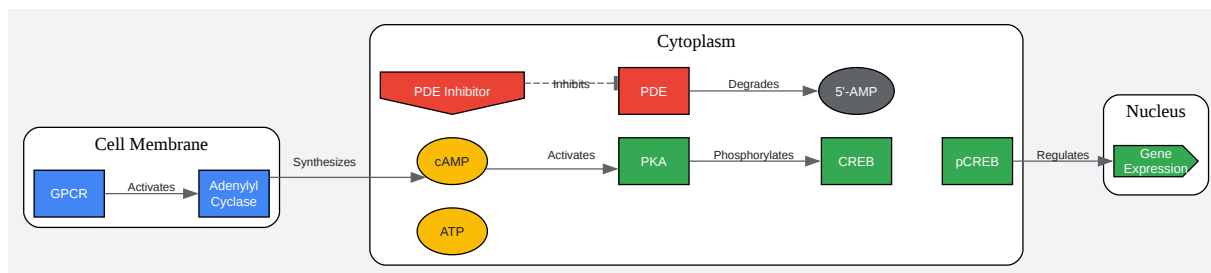 Cytoplasm
PDE Inhibitor
Inhibits
PDE
Degrades
5'-AMP
Cell Membrane
GPCR
Activates
Adenylyl
Cyclase
Synthesizes
cAMP
Activates
PKA
Phosphorylates
CREB
pCREB
Regulates
Nucleus
Gene
Expression
ATP